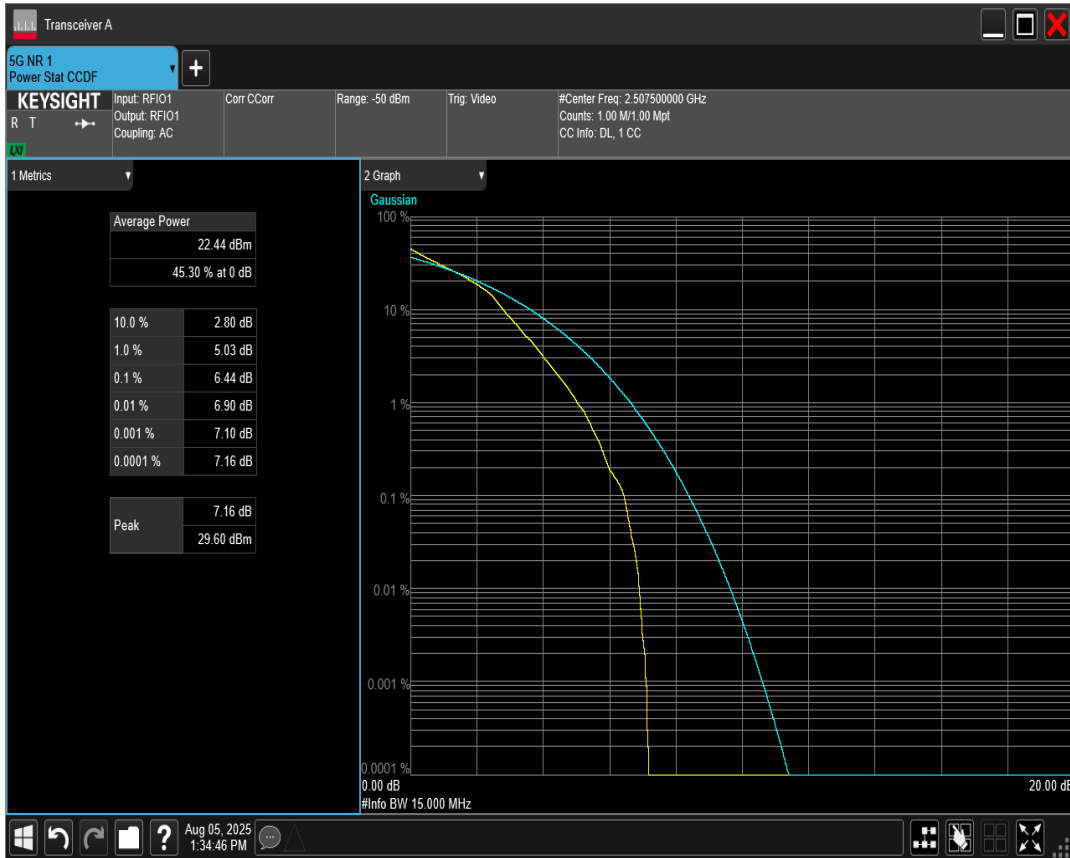 Transceiver A
5G NR 1
Power Stat CCDF
KEYSIGHT
R T
LXI
Input: RFIO1
Output: RFIO1
Coupling: AC
Corr CCorr
Range: -50 dBm
Trig: Video
#Center Freq: 2.507500000 GHz
Counts: 1.00 M/1.00 Mpt
CC Info: DL, 1 CC
1 Metrics
Average Power
22.44 dBm
45.30 % at 0 dB
10.0 % 2.80 dB
1.0 % 5.03 dB
0.1 % 6.44 dB
0.01 % 6.90 dB
0.001 % 7.10 dB
0.0001 % 7.16 dB
Peak 7.16 dB
29.60 dBm
2 Graph
Gaussian
100 %
10 %
1 %
0.1 %
0.01 %
0.001 %
0.0001 %
0.00 dB 20.00 dB
#Info BW 15.000 MHz
Aug 05, 2025
1:34:46 PM